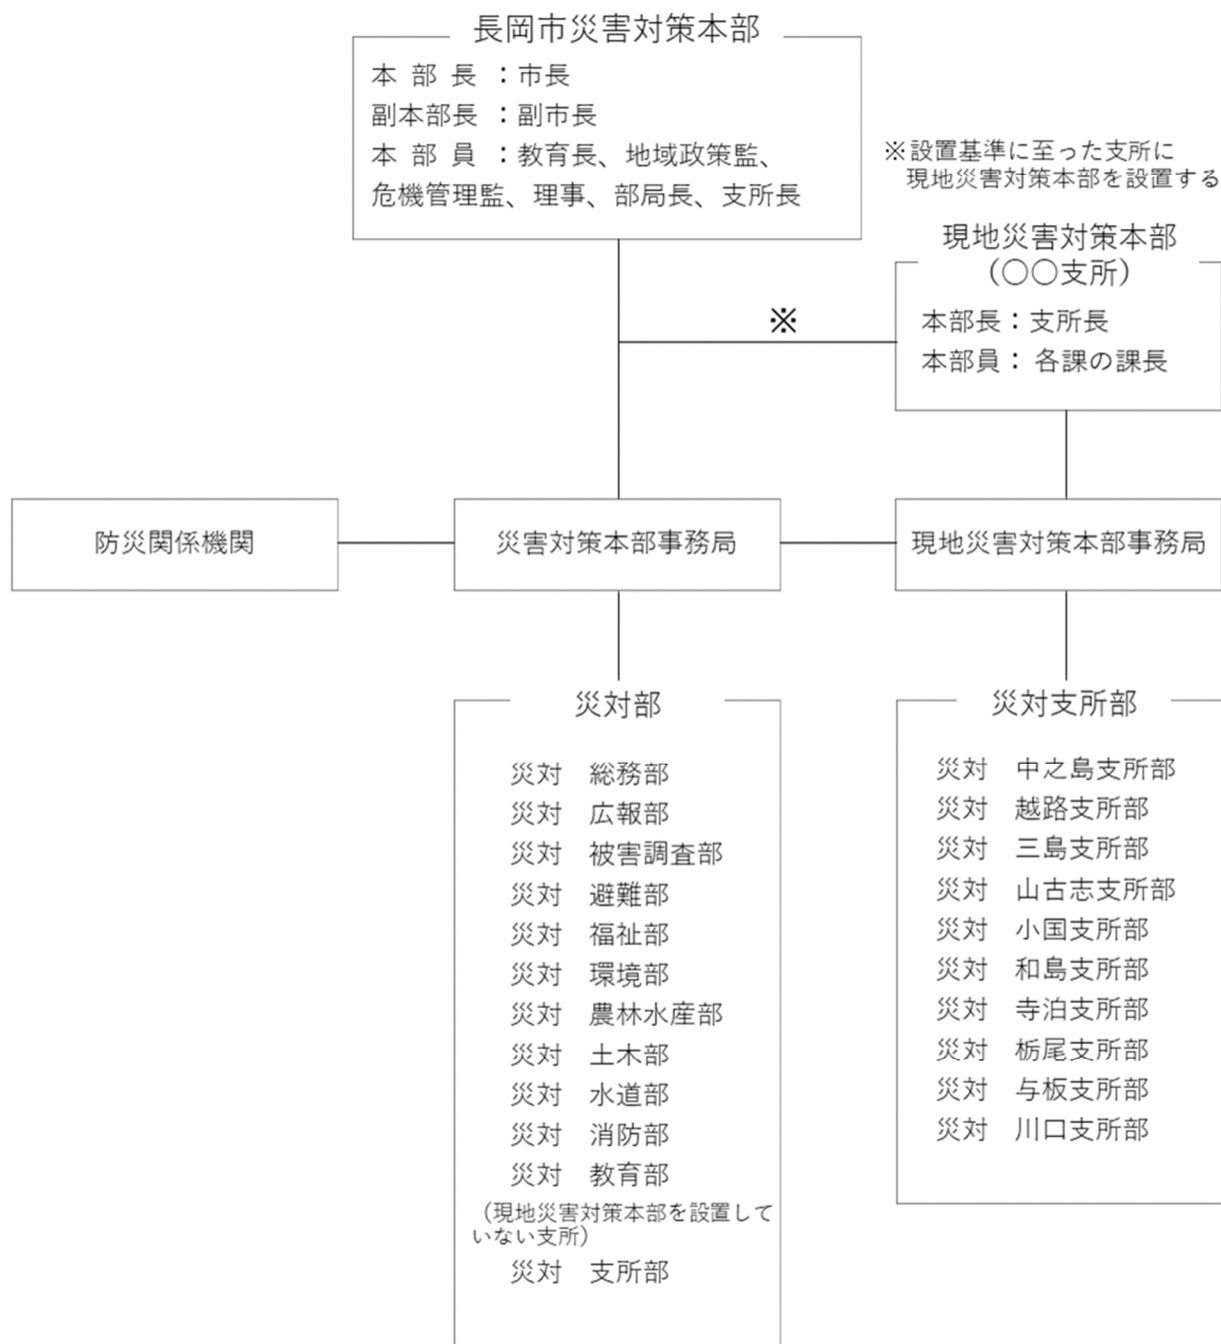 長岡市災害対策本部
本 部 長 ：市長
副本部長 ：副市長
本 部 員 ：教育長、地域政策監、
危機管理監、理事、部局長、支所長
※設置基準に至った支所に
現地災害対策本部を設置する
現地災害対策本部
（○○支所）
本部長：支所長
本部員： 各課の課長
※
防災関係機関
災害対策本部事務局
現地災害対策本部事務局
災対部
災対　総務部
災対　広報部
災対　被害調査部
災対　避難部
災対　福祉部
災対　環境部
災対　農林水産部
災対　土木部
災対　水道部
災対　消防部
災対　教育部
（現地災害対策本部を設置して
いない支所）
災対　支所部
災対支所部
災対　中之島支所部
災対　越路支所部
災対　三島支所部
災対　山古志支所部
災対　小国支所部
災対　和島支所部
災対　寺泊支所部
災対　栃尾支所部
災対　与板支所部
災対　川口支所部